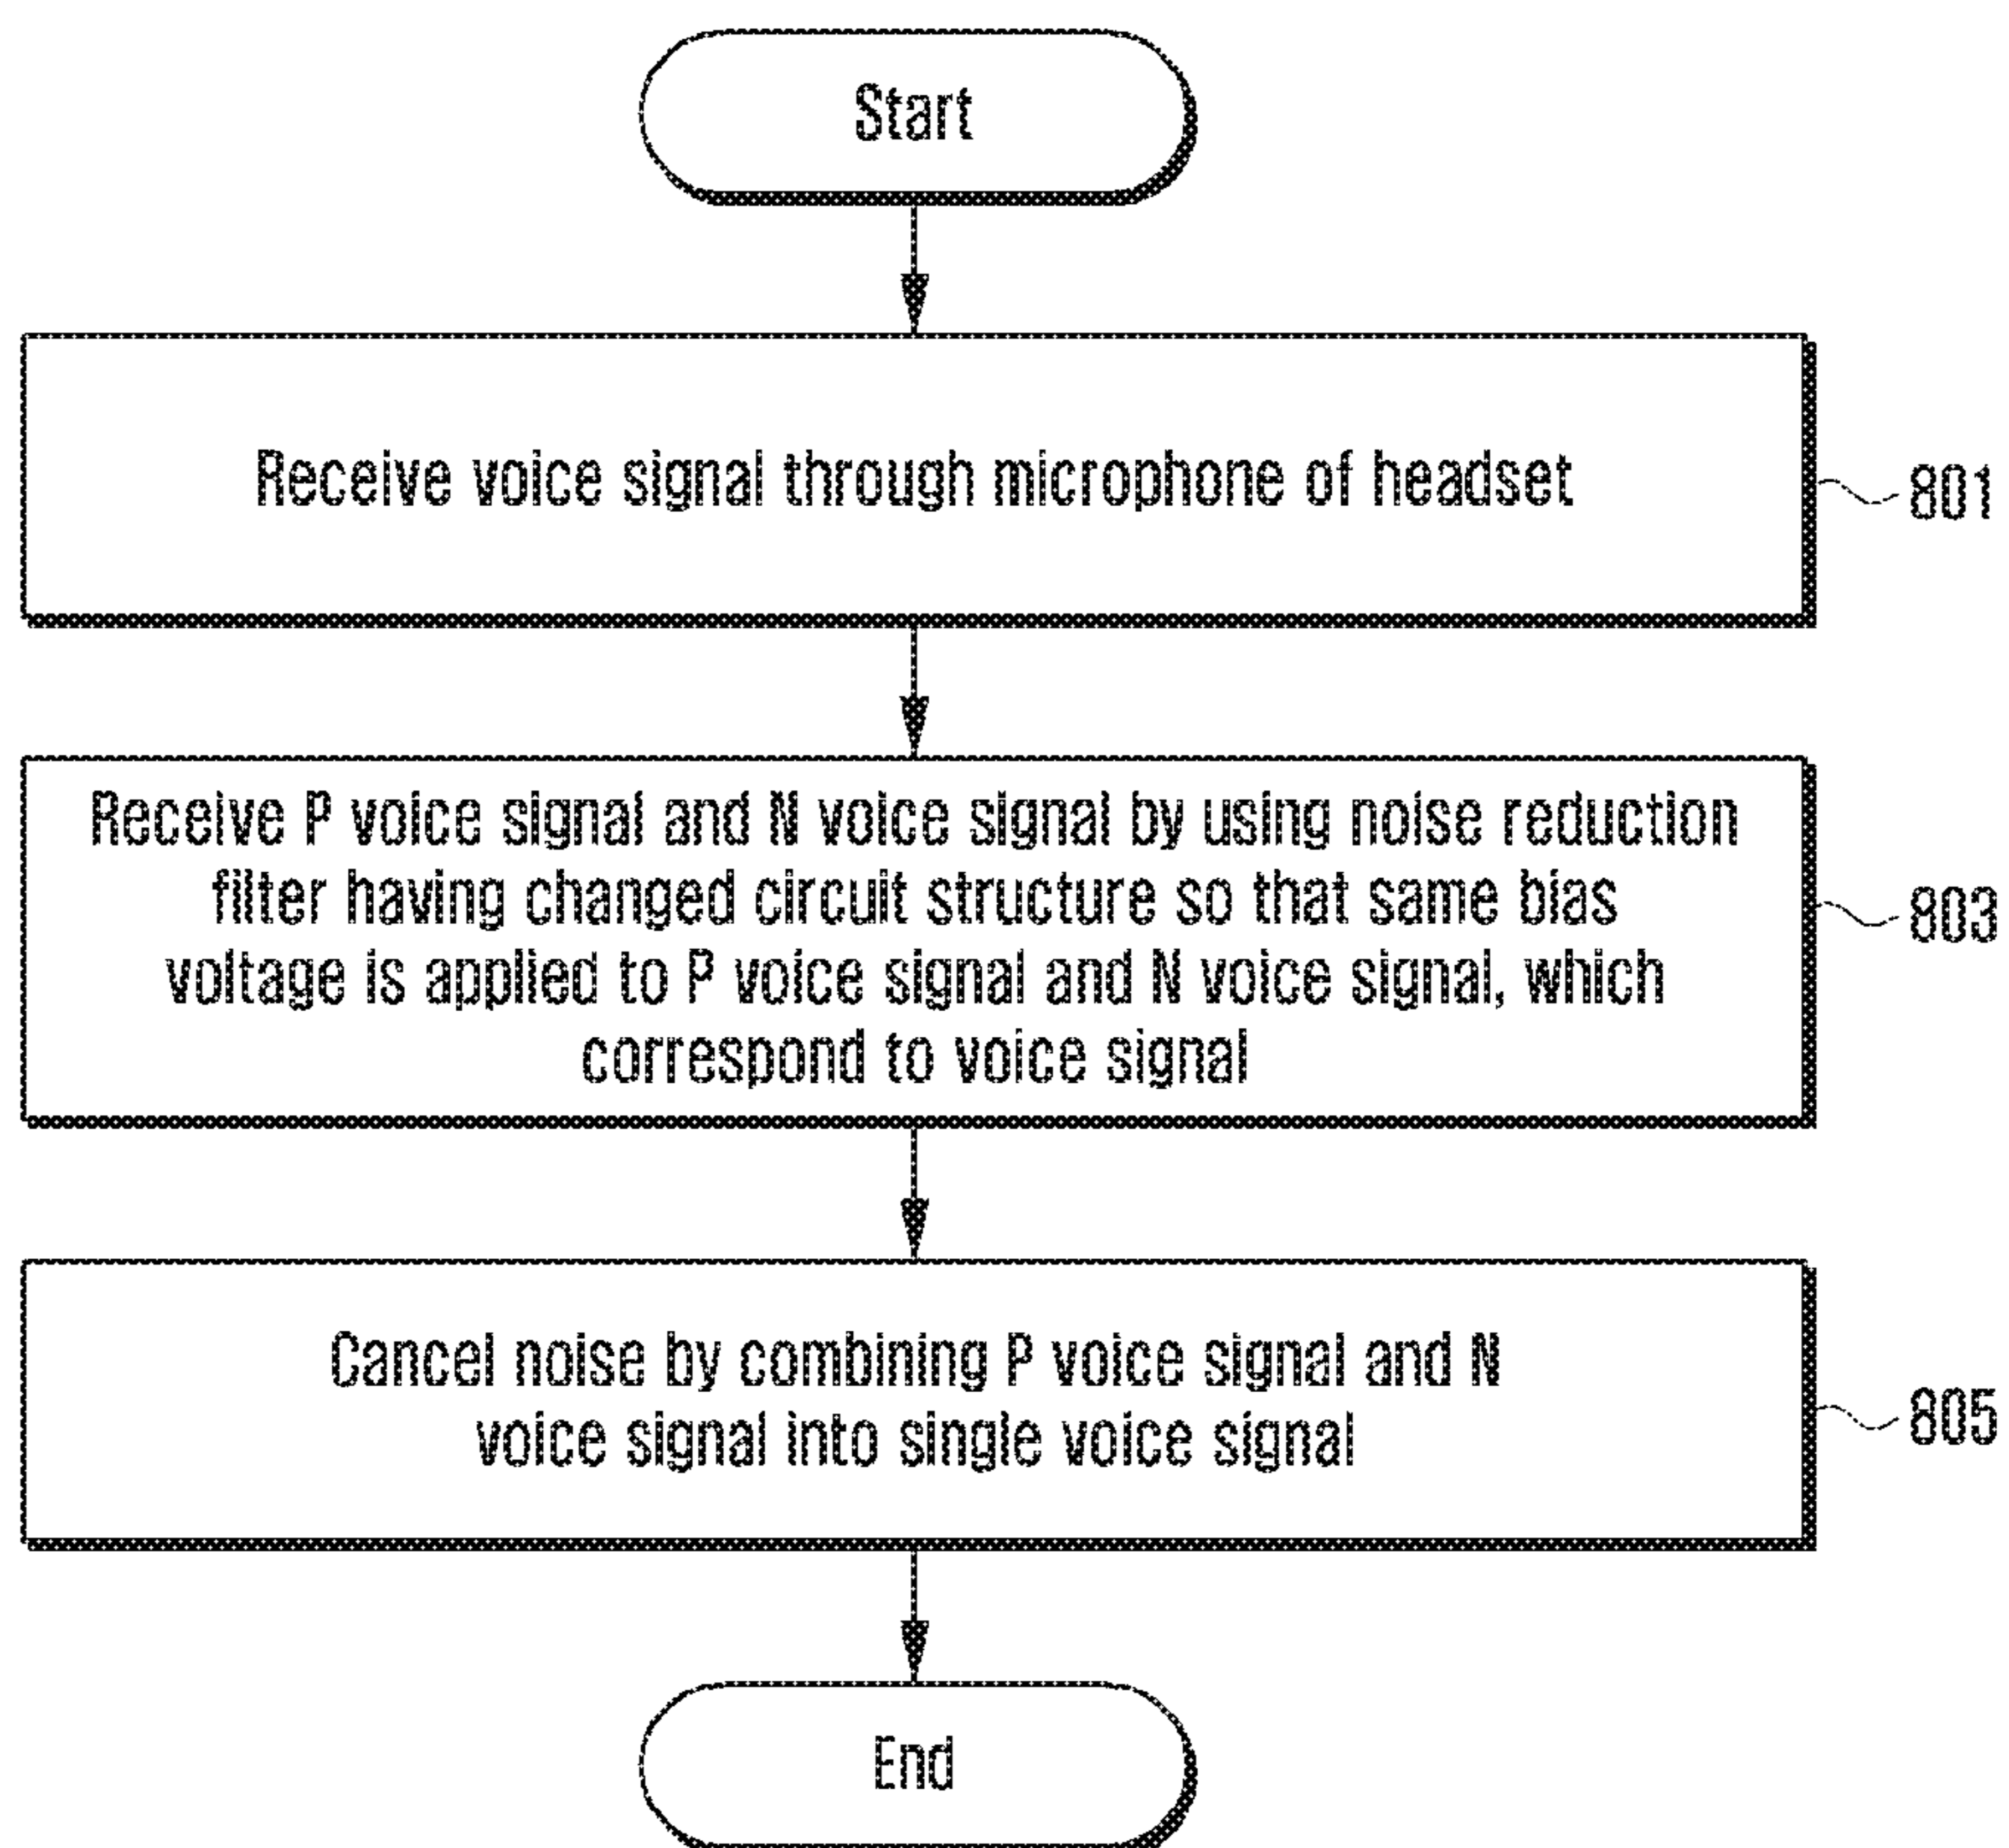 Start
Receive voice signal through microphone of headset
801
Receive P voice signal and N voice signal by using noise reduction
filter having changed circuit structure so that same bias
voltage is applied to P voice signal and N voice signal, which
correspond to voice signal
803
Cancel noise by combining P voice signal and N
voice signal into single voice signal
805
End